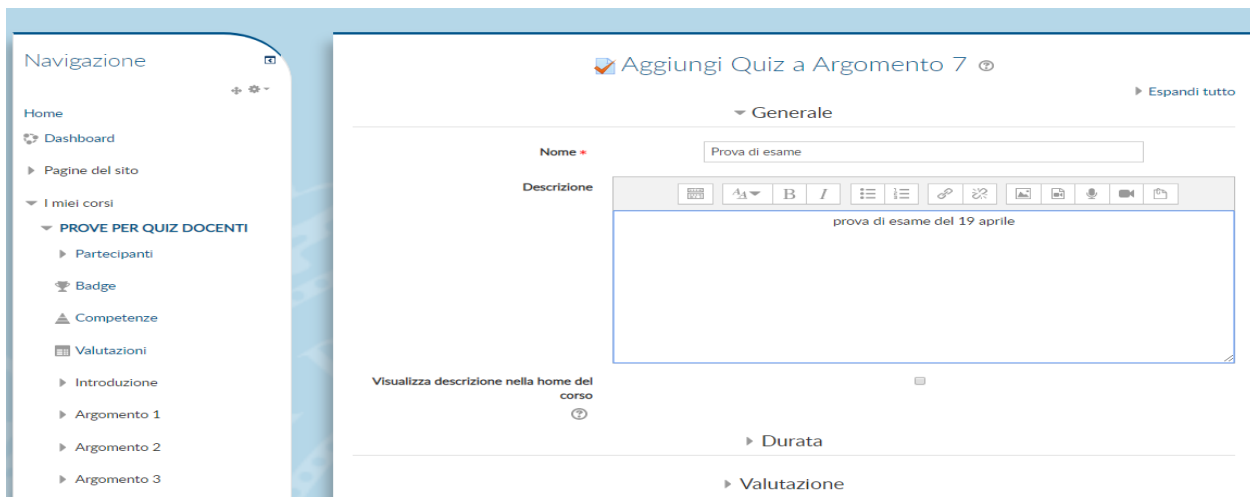 Navigazione
Home
Dashboard
Pagine del sito
I miei corsi
PROVE PER QUIZ DOCENTI
Partecipanti
Badge
Competenze
Valutazioni
Introduzione
Argomento 1
Argomento 2
Argomento 3
Aggiungi Quiz a Argomento 7
Espandi tutto
Generale
Nome
Prova di esame
Descrizione
B I
prova di esame del 19 aprile
Visualizza descrizione nella home del
corso
Durata
Valutazione